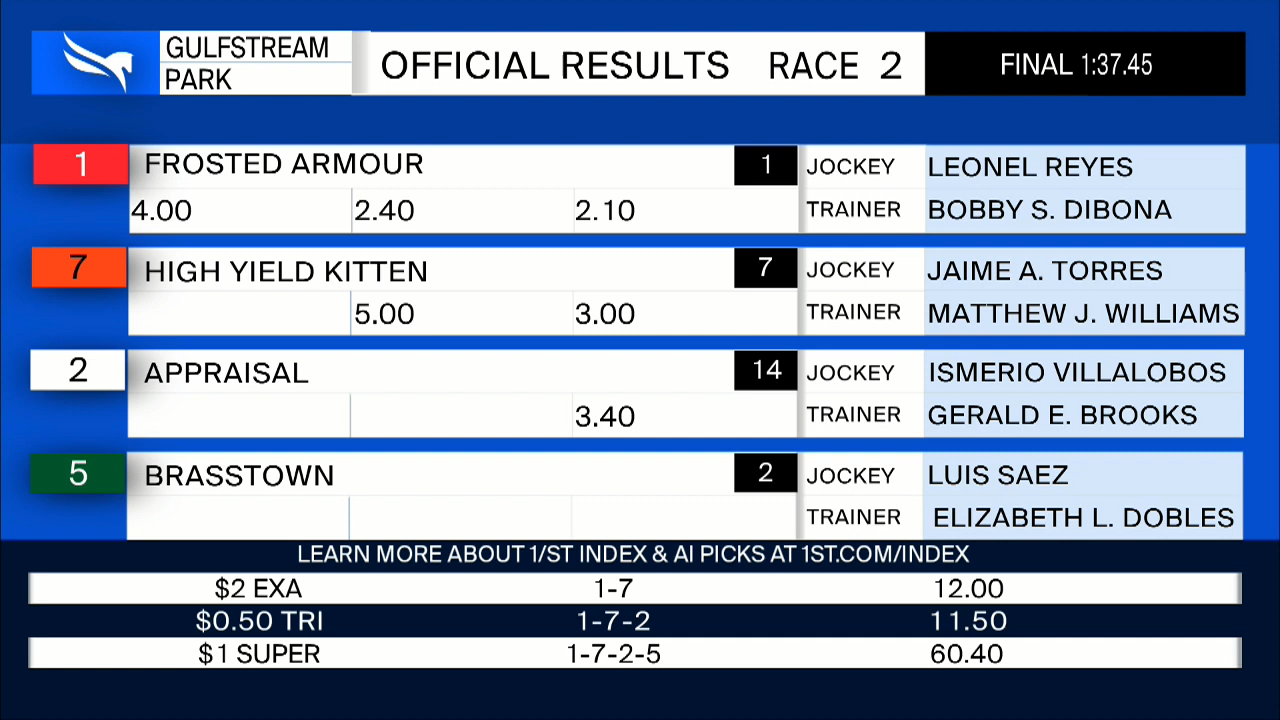 GULFSTREAM
PARK
OFFICIAL RESULTS RACE 2
FINAL 1:37.45
1 FROSTED ARMOUR 1 JOCKEY LEONEL REYES
4.00 2.40 2.10 TRAINER BOBBY S. DIBONA
7 HIGH YIELD KITTEN 7 JOCKEY JAIME A. TORRES
5.00 3.00 TRAINER MATTHEW J. WILLIAMS
2 APPRAISAL 14 JOCKEY ISMERIO VILLALOBOS
3.40 TRAINER GERALD E. BROOKS
5 BRASSTOWN 2 JOCKEY LUIS SAEZ
TRAINER ELIZABETH L. DOBLES
LEARN MORE ABOUT 1/ST INDEX & AI PICKS AT 1ST.COM/INDEX
$2 EXA 1-7 12.00
$0.50 TRI 1-7-2 11.50
$1 SUPER 1-7-2-5 60.40